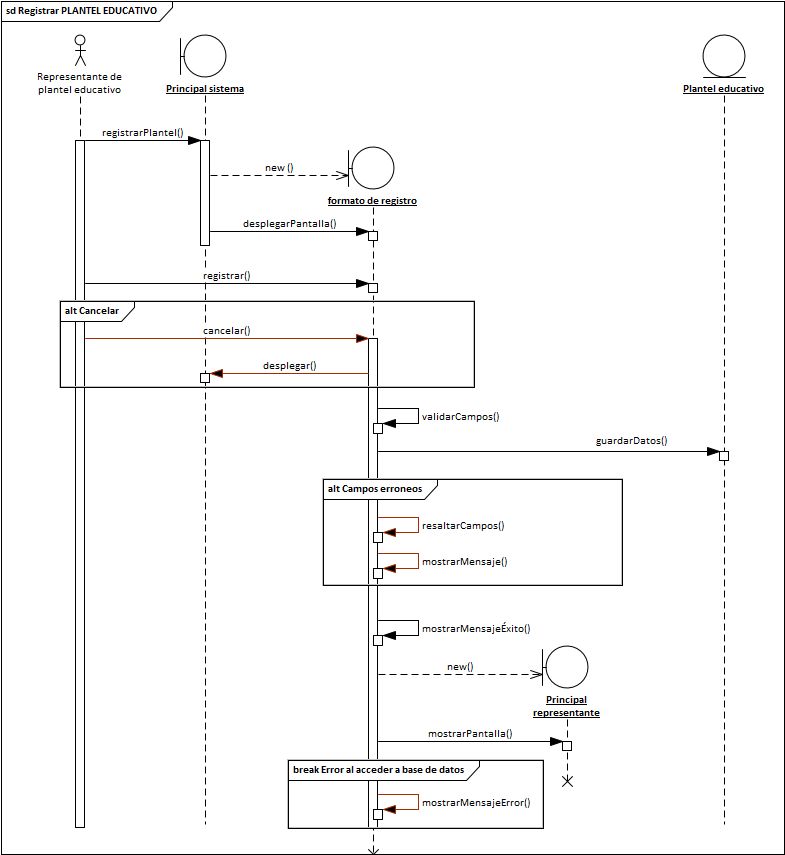 sd Registrar PLANTEL EDUCATIVO
Representante de
plantel educativo
Principal sistema
Plantel educativo
registrarPlantel()
new ()
formato de registro
desplegarPantalla()
registrar()
alt Cancelar
cancelar()
desplegar()
validarCampos()
guardarDatos()
alt Campos erroneos
resaltarCampos()
mostrarMensaje()
mostrarMensajeÉxito()
new()
Principal
representante
mostrarPantalla()
break Error al acceder a base de datos
mostrarMensajeError()